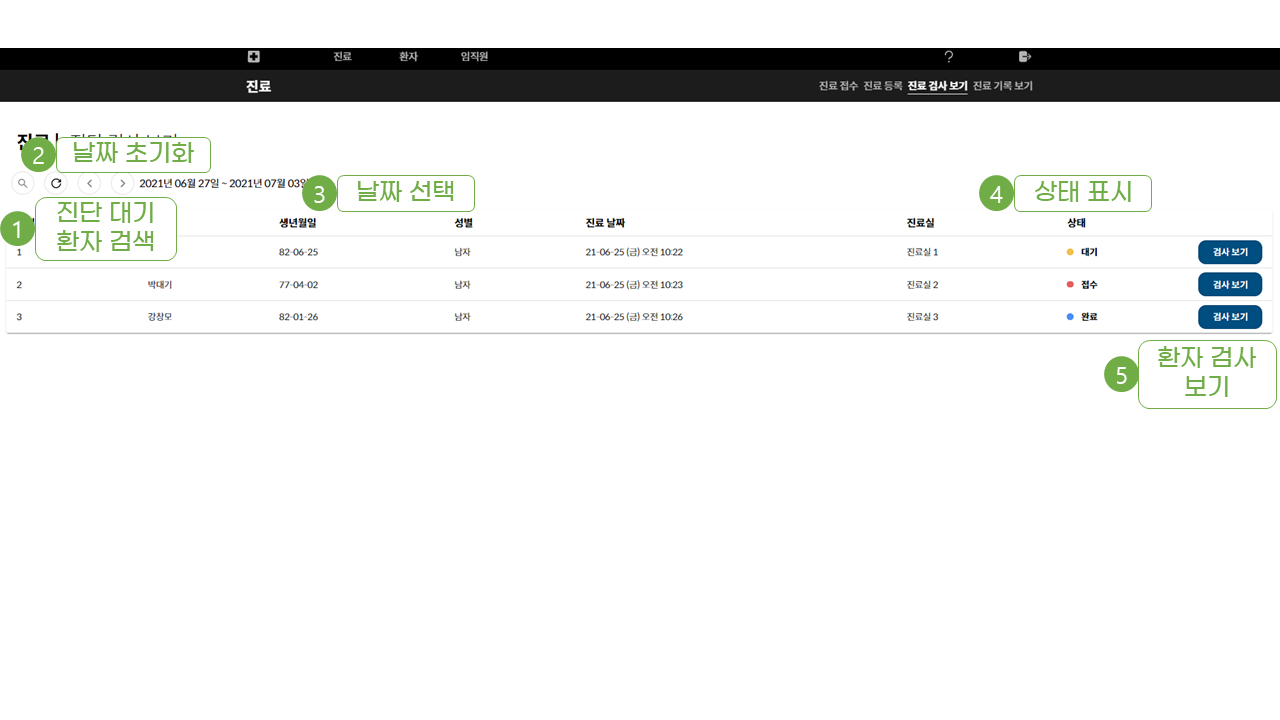 진료 환자 임직원 ?
진료 진료 접수 진료 등록 진료 검사 보기 진료 기록 보기
2 날짜 초기화
2021년 06월 27일 ~ 2021년 07월 03일
3 날짜 선택
4 상태 표시
1 진단 대기
환자 검색
생년월일 성별 진료 날짜 진료실 상태
1 82-06-25 남자 21-06-25 (금) 오전 10:22 진료실 1 대기 검사 보기
2 박대기 77-04-02 남자 21-06-25 (금) 오전 10:23 진료실 2 접수 검사 보기
3 강창모 82-01-26 남자 21-06-25 (금) 오전 10:26 진료실 3 완료 검사 보기
5 환자 검사
보기